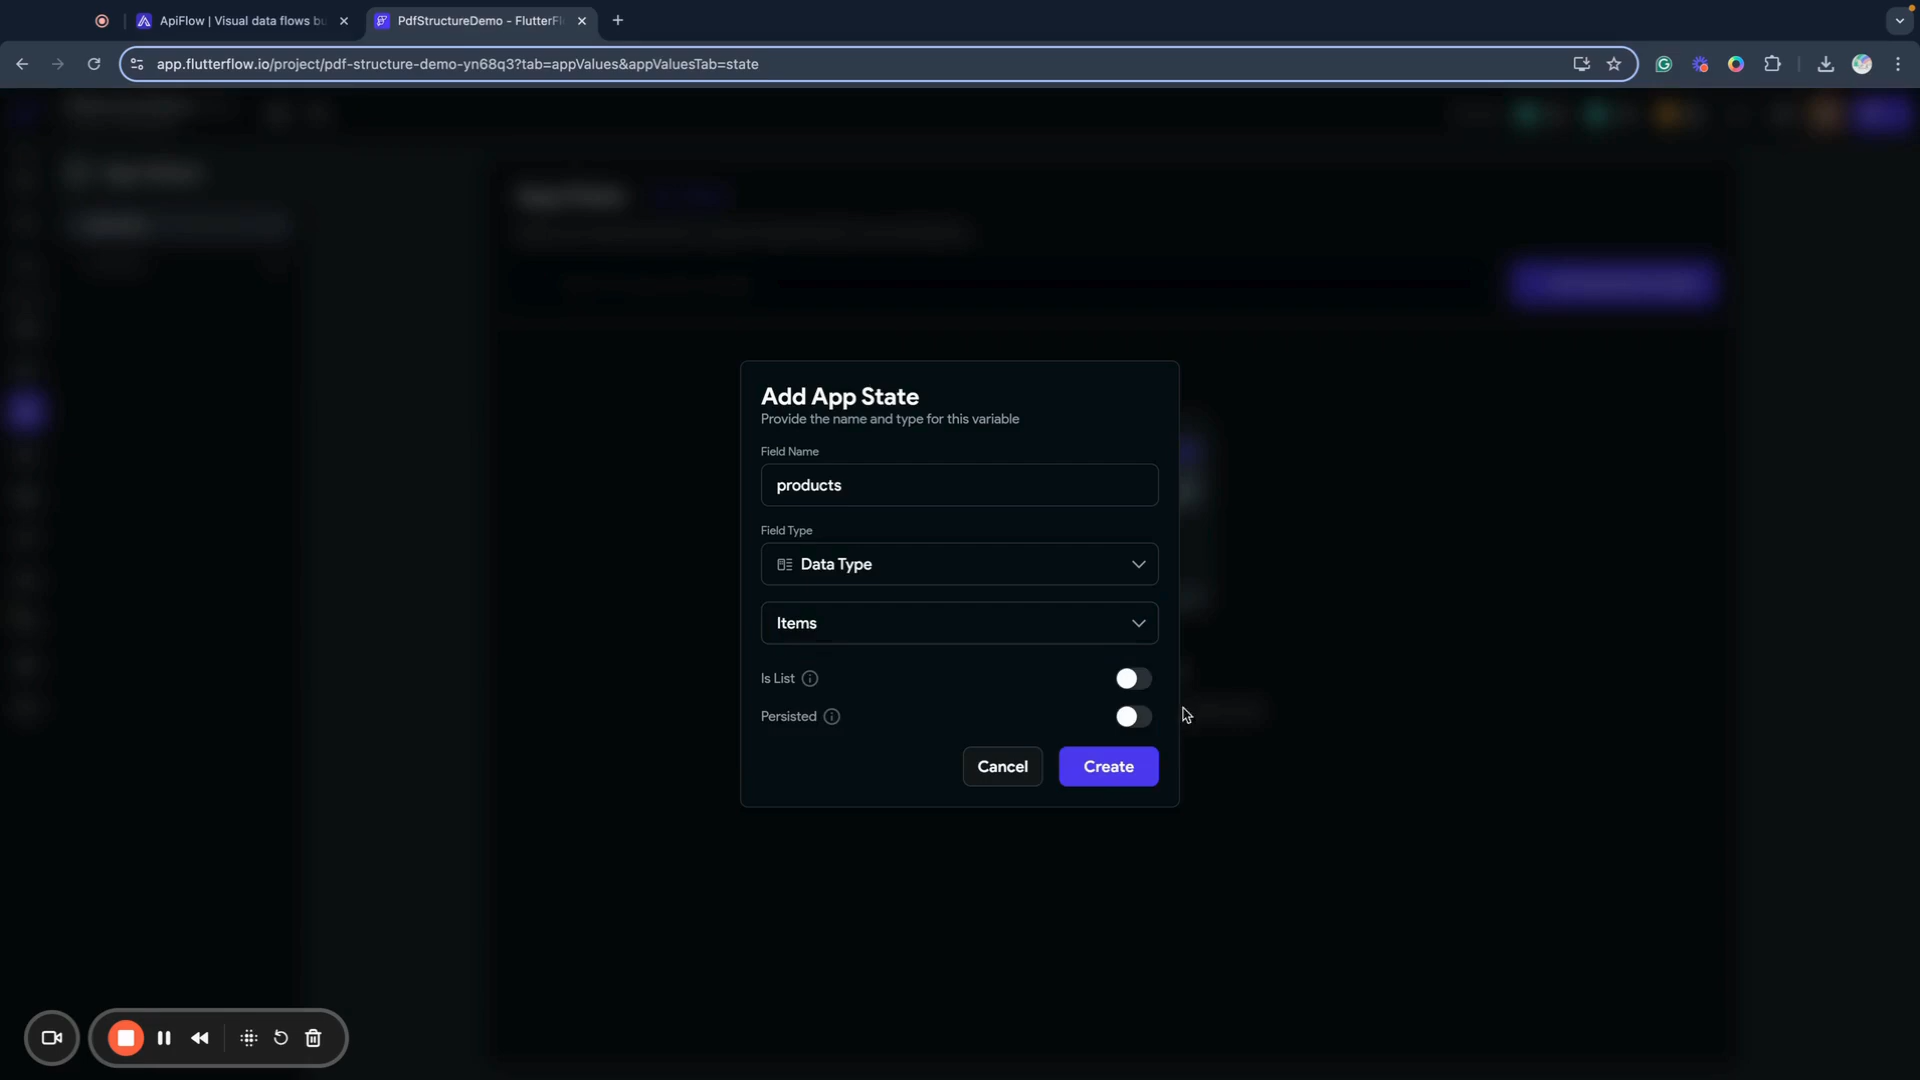 ApiFlow | Visual data flows bu
PdfStructureDemo - FlutterFl
app.flutterflow.io/project/pdf-structure-demo-yn68q3?tab=appValues&appValuesTab=state
Add App State
Provide the name and type for this variable
Field Name
products
Field Type
Data Type
Items
Is List
Persisted
Cancel
Create